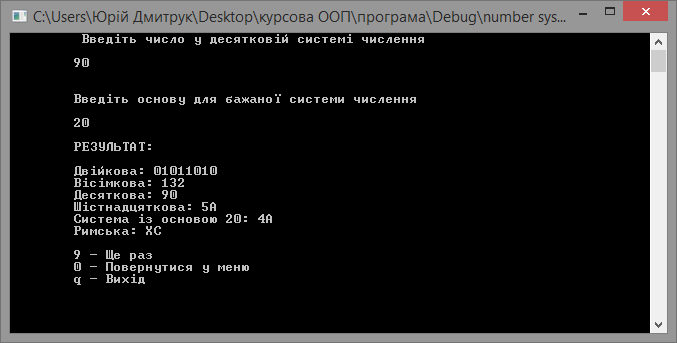 C:\Users\Юрій Дмитрук\Desktop\курсова ООП\програма\Debug\number sys...
Введіть число у десятковій системі числення
90
Введіть основу для бажаної системи числення
20
РЕЗУЛЬТАТ:
Двійкова: 01011010
Вісімкова: 132
Десяткова: 90
Шістнадцяткова: 5A
Система із основою 20: 4A
Римська: XC
9 - Ще раз
0 - Повернутися у меню
q - Вихід